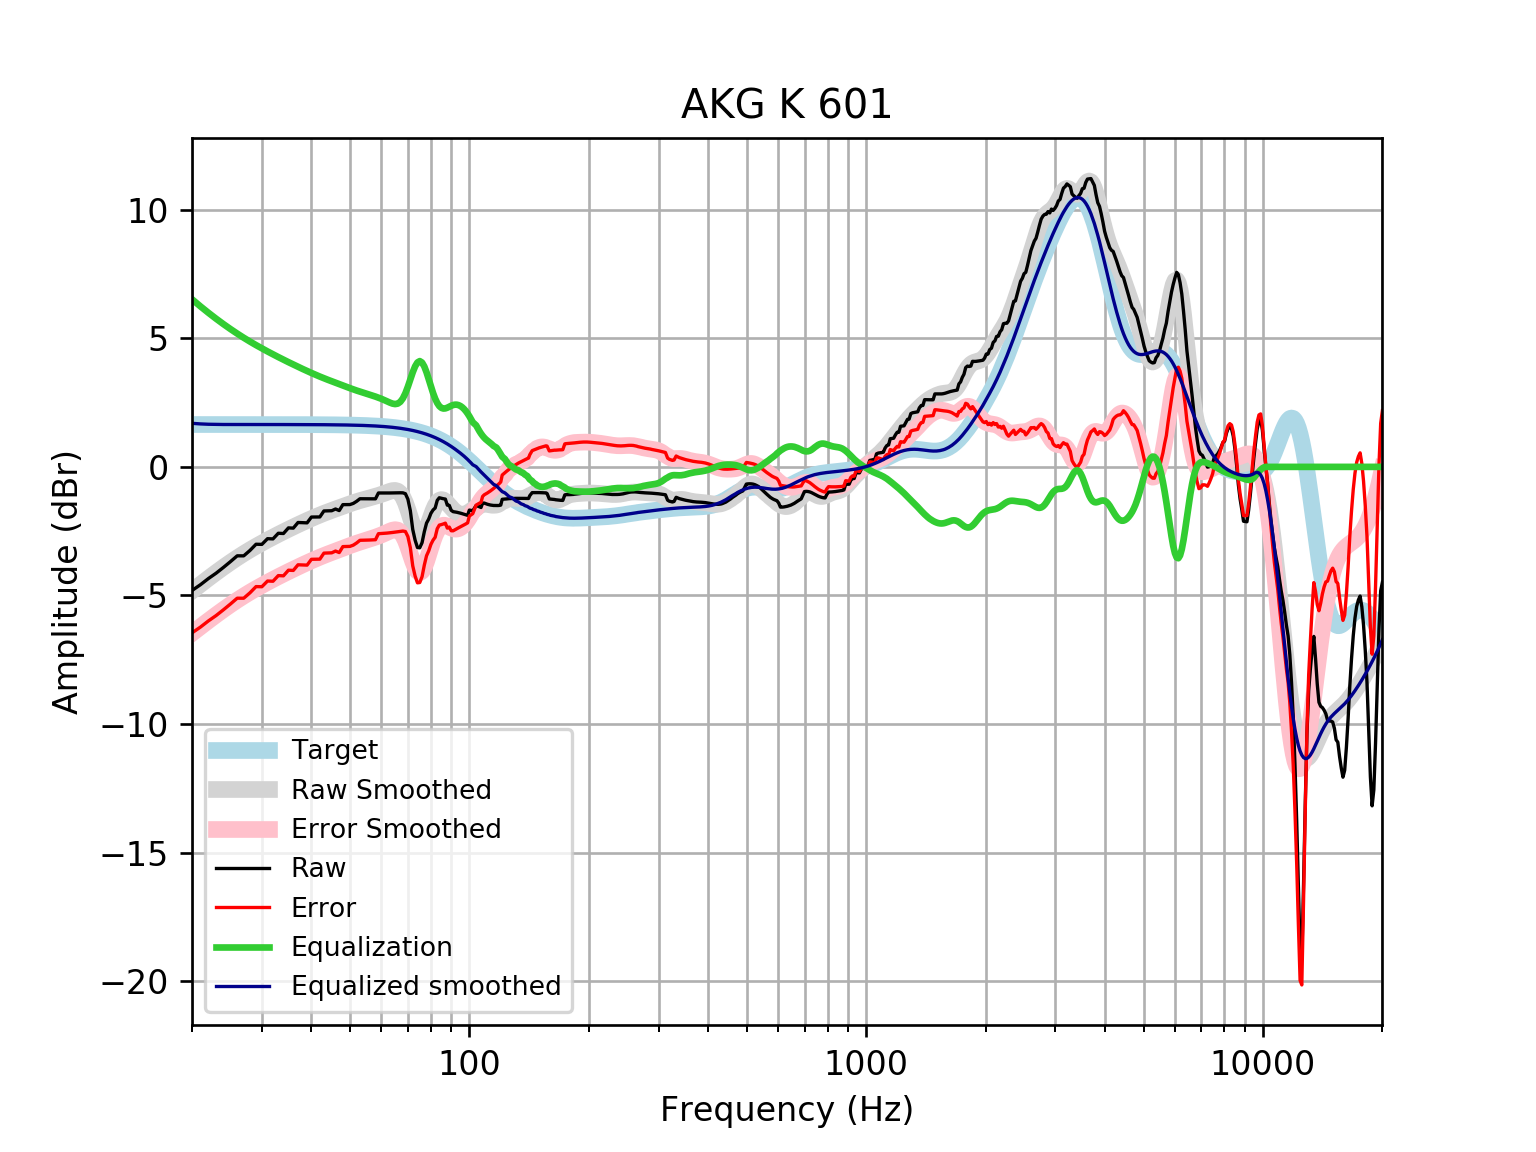 AKG K 601
10
5
0
−5
−10
−15
−20
Amplitude (dBr)
Target
Raw Smoothed
Error Smoothed
Raw
Error
Equalization
Equalized smoothed
100
1000
10000
Frequency (Hz)